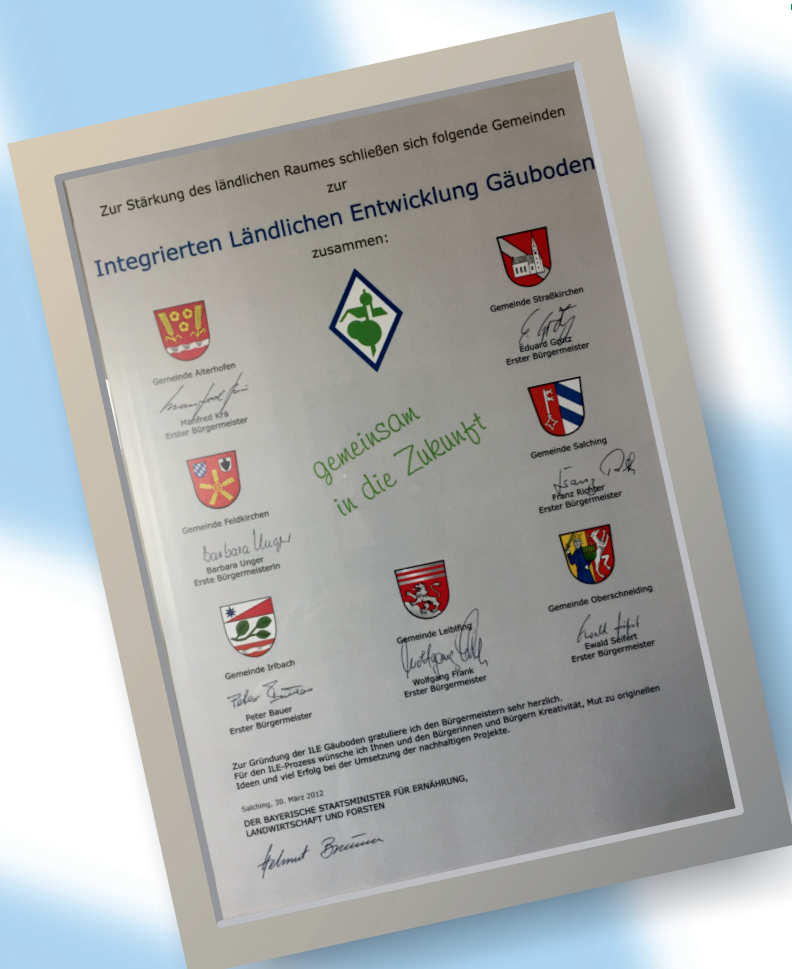 Zur Stärkung des ländlichen Raumes schließen sich folgende Gemeinden
zur
Integrierten Ländlichen Entwicklung Gäuboden
zusammen:
Gemeinde Aiterhofen
Manfred Krä
Erster Bürgermeister
Gemeinde Feldkirchen
Barbara Unger
Barbara Unger
Erste Bürgermeisterin
Gemeinde Irlbach
Peter Bauer
Peter Bauer
Erster Bürgermeister
gemeinsam
in die Zukunft
Gemeinde Leiblfing
Wolfgang Frank
Erster Bürgermeister
Gemeinde Straßkirchen
Eduard Grotz
Erster Bürgermeister
Gemeinde Salching
Franz Richter
Erster Bürgermeister
Gemeinde Oberschneiding
Ewald Seifert
Erster Bürgermeister
Zur Gründung der ILE Gäuboden gratuliere ich den Bürgermeistern sehr herzlich.
Für den ILE-Prozess wünsche ich Ihnen und den Bürgerinnen und Bürgern Kreativität, Mut zu originellen
Ideen und viel Erfolg bei der Umsetzung der nachhaltigen Projekte.
Salching, 30. März 2012
DER BAYERISCHE STAATSMINISTER FÜR ERNÄHRUNG,
LANDWIRTSCHAFT UND FORSTEN
Helmut Brunner